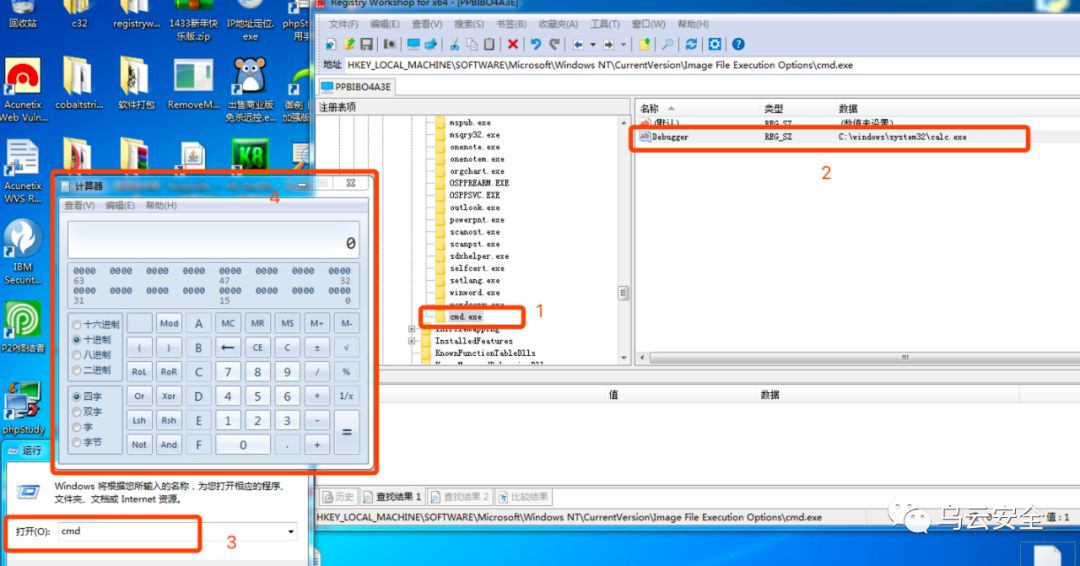 回收站
c32
registryw...
1433新年快
乐版.zip
IP地址定位.
exe
phpSt
Acunetix
Web Vuln...
cobaltstri...
软件打包
RemoveM...
出售商业版
免杀远控.e...
御剑
加强版
Acunetix
WVS R...
IBM
Securit...
P2P终结者
phpStudy
Registry Workshop for x64 - [PPBIBO4A3E]
文件(F) 编辑(E) 查看(V) 搜索(S) 书签(B) 收藏夹(A) 工具(T) 窗口(W) 帮助(H)
地址 HKEY_LOCAL_MACHINE\SOFTWARE\Microsoft\Windows NT\CurrentVersion\Image File Execution Options\cmd.exe
PPBIBO4A3E
注册表项
mspub.exe
msqry32.exe
onenote.exe
onenotem.exe
orgchart.exe
OSPPREARM.EXE
OSPPSVC.EXE
outlook.exe
powerpnt.exe
scanost.exe
scanpst.exe
sdxhelper.exe
selfcert.exe
setlang.exe
winword.exe
wordconv.exe
cmd.exe
1
IniFileMapping
InstalledFeatures
KnownFunctionTableDlls
名称 类型 数据
(默认) REG_SZ (数值未设置)
Debugger REG_SZ C:\windows\system32\calc.exe
2
值 数据
历史 查找结果 1 查找结果 2 比较结果
HKEY_LOCAL_MACHINE\SOFTWARE\Microsoft\Windows NT\CurrentVersion\Image File Execution Options\cmd.exe
值: 1
计算器
4
查看(V) 编辑(E) 帮助(H)
0
0000 0000 0000 0000 0000 0000 0000 0000
63 47 32
0000 0000 0000 0000 0000 0000 0000 0000
31 15 0
十六进制
十进制
八进制
二进制
四字
双字
字
字节
Mod A MC MR MS M+ M-
( ) B ← CE C ± √
RoL RoR C 7 8 9 / %
Or Xor D 4 5 6 * 1/x
Lsh Rsh E 1 2 3 - =
Not And F 0 . +
运行
Windows 将根据您所输入的名称，为您打开相应的程序、
文件夹、文档或 Internet 资源。
打开(O): cmd
3
乌云安全